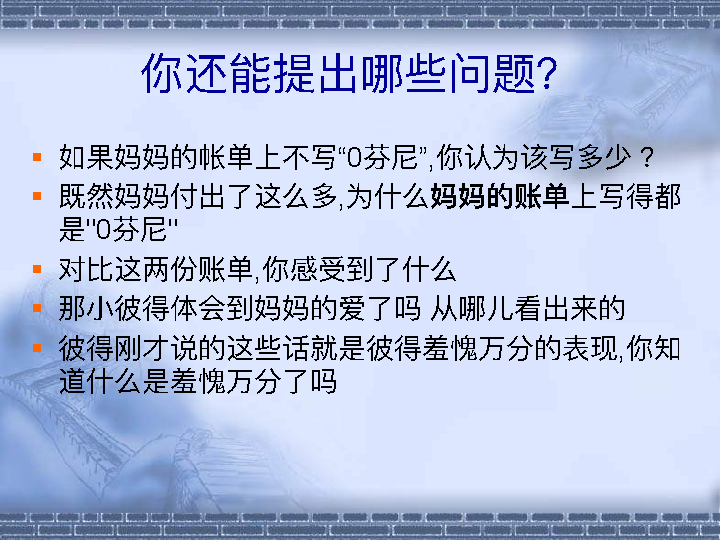 你还能提出哪些问题?
如果妈妈的帐单上不写“0芬尼”,你认为该写多少 ?
既然妈妈付出了这么多,为什么妈妈的账单上写得都
是"0芬尼"
对比这两份账单,你感受到了什么
那小彼得体会到妈妈的爱了吗 从哪儿看出来的
彼得刚才说的这些话就是彼得羞愧万分的表现,你知
道什么是羞愧万分了吗